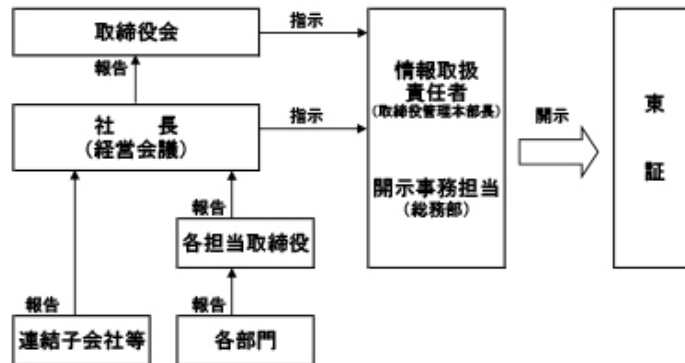 取締役会
指示
報告
社　　長
(経営会議)
指示
情報取扱
責任者
(取締役管理本部長)
開示事務担当
(総務部)
開示
東
証
報告
各担当取締役
報告
報告
連結子会社等
各部門